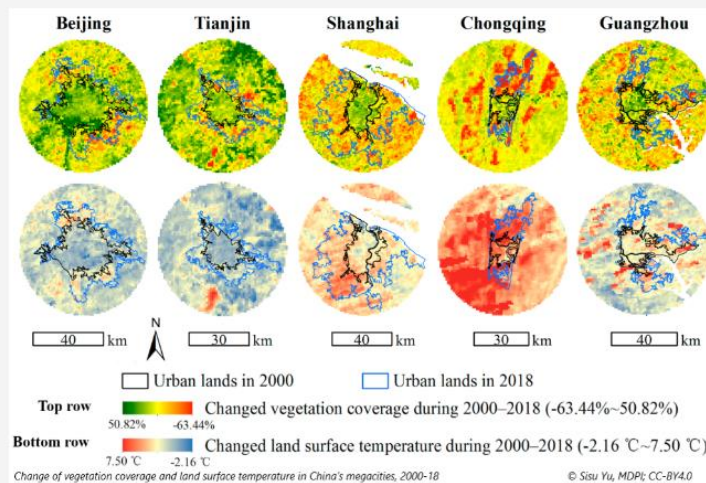 Beijing Tianjin Shanghai Chongqing Guangzhou
40 km 30 km 40 km 30 km 40 km
N
Urban lands in 2000 Urban lands in 2018
Top row Changed vegetation coverage during 2000–2018 (-63.44%~50.82%)
50.82% -63.44%
Bottom row Changed land surface temperature during 2000–2018 (-2.16 ℃~7.50 ℃)
7.50 ℃ -2.16 ℃
Change of vegetation coverage and land surface temperature in China's megacities, 2000-18 © Sisu Yu, MDPI; CC-BY4.0